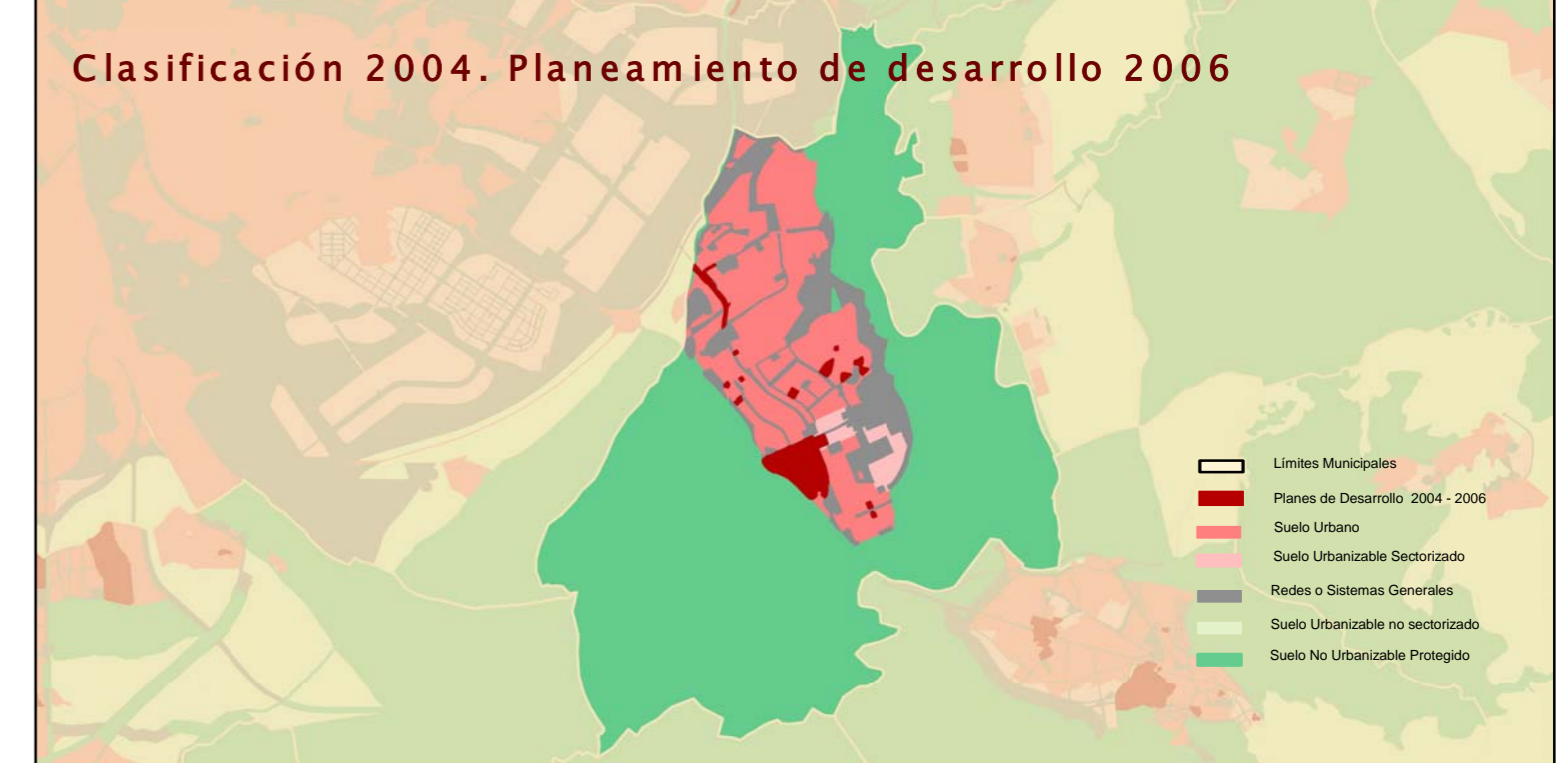 Clasificación 2004. Planeamiento de desarrollo 2006
Límites Municipales
Planes de Desarrollo 2004 - 2006
Suelo Urbano
Suelo Urbanizable Sectorizado
Redes o Sistemas Generales
Suelo Urbanizable no sectorizado
Suelo No Urbanizable Protegido